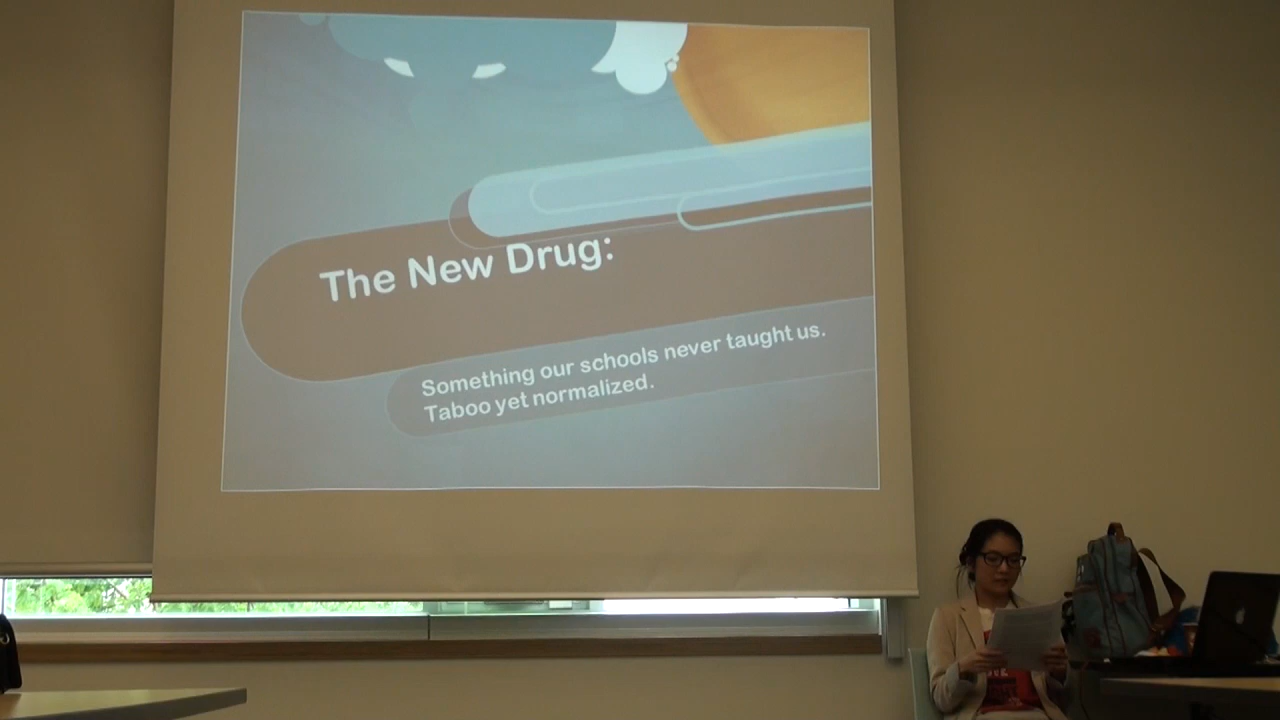 The New Drug:
Something our schools never taught us.
Taboo yet normalized.